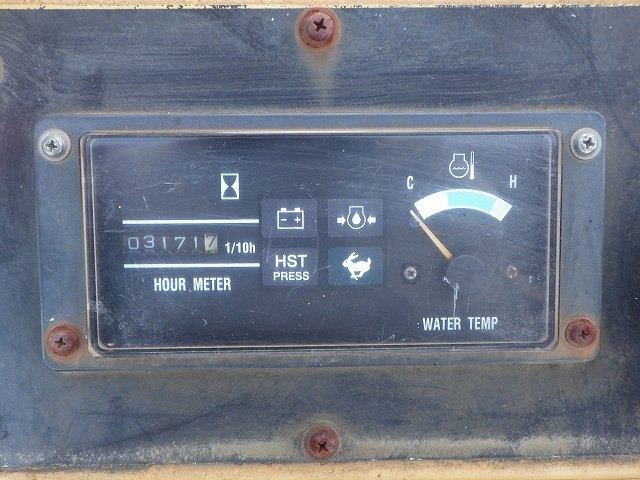 C H
031717 1/10h
HOUR METER
- +
HST
PRESS
WATER TEMP